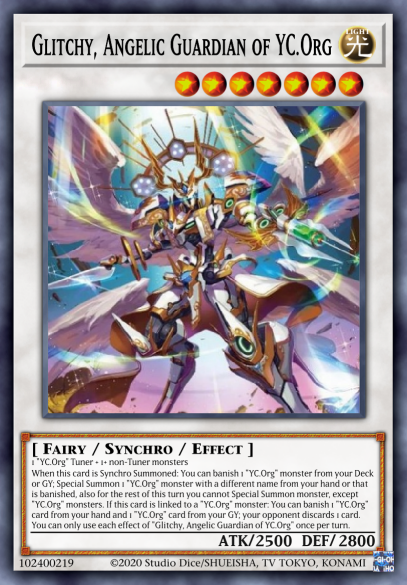 Glitchy, Angelic Guardian of YC.Org
LIGHT
光
[ Fairy / Synchro / Effect ]
1 "YC.Org" Tuner + 1+ non-Tuner monsters
When this card is Synchro Summoned: You can banish 1 "YC.Org" monster from your Deck
or GY; Special Summon 1 "YC.Org" monster with a different name from your hand or that
is banished, also for the rest of this turn you cannot Special Summon monster, except
"YC.Org" monsters. If this card is linked to a "YC.Org" monster: You can banish 1 "YC.Org"
card from your hand and 1 "YC.Org" card from your GY; your opponent discards 1 card.
You can only use each effect of "Glitchy, Angelic Guardian of YC.Org" once per turn.
ATK/2500 DEF/2800
102400219
©2020 Studio Dice/SHUEISHA, TV TOKYO, KONAMI